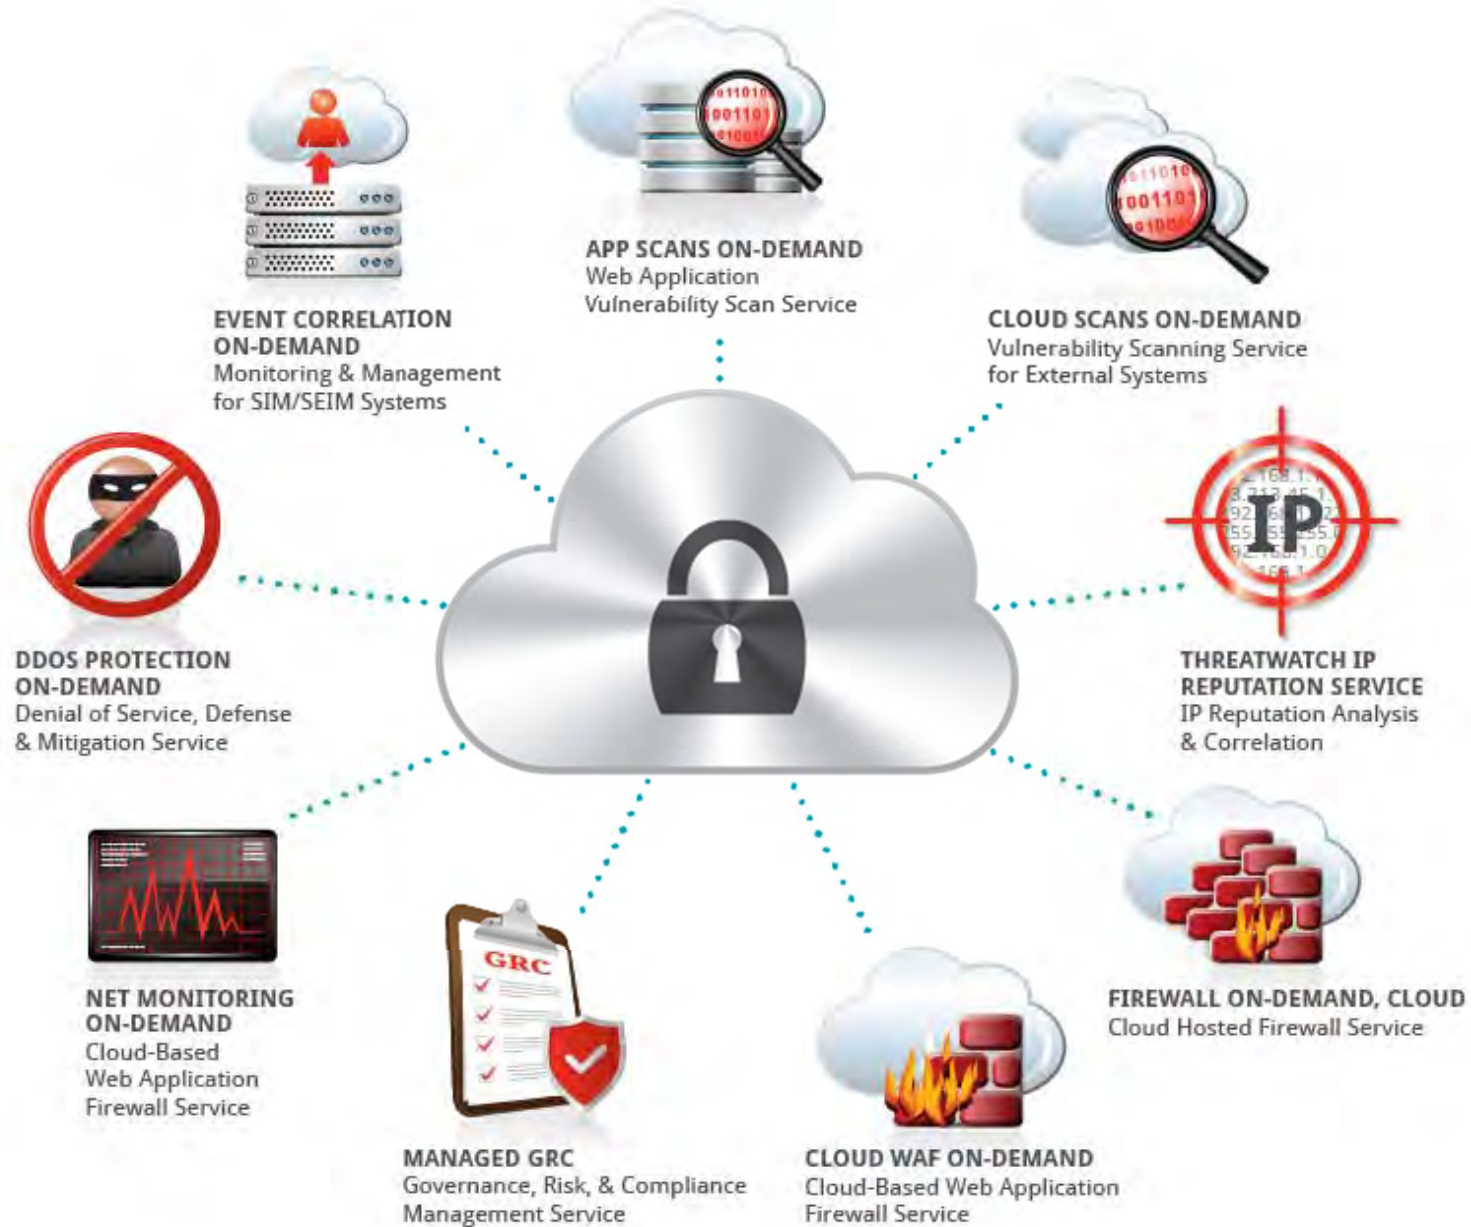 APP SCANS ON-DEMAND
Web Application
Vulnerability Scan Service
EVENT CORRELATION
ON-DEMAND
Monitoring & Management
for SIM/SEIM Systems
CLOUD SCANS ON-DEMAND
Vulnerability Scanning Service
for External Systems
IP
DDOS PROTECTION
ON-DEMAND
Denial of Service, Defense
& Mitigation Service
THREATWATCH IP
REPUTATION SERVICE
IP Reputation Analysis
& Correlation
NET MONITORING
ON-DEMAND
Cloud-Based
Web Application
Firewall Service
GRC
MANAGED GRC
Governance, Risk, & Compliance
Management Service
CLOUD WAF ON-DEMAND
Cloud-Based Web Application
Firewall Service
FIREWALL ON-DEMAND, CLOUD
Cloud Hosted Firewall Service